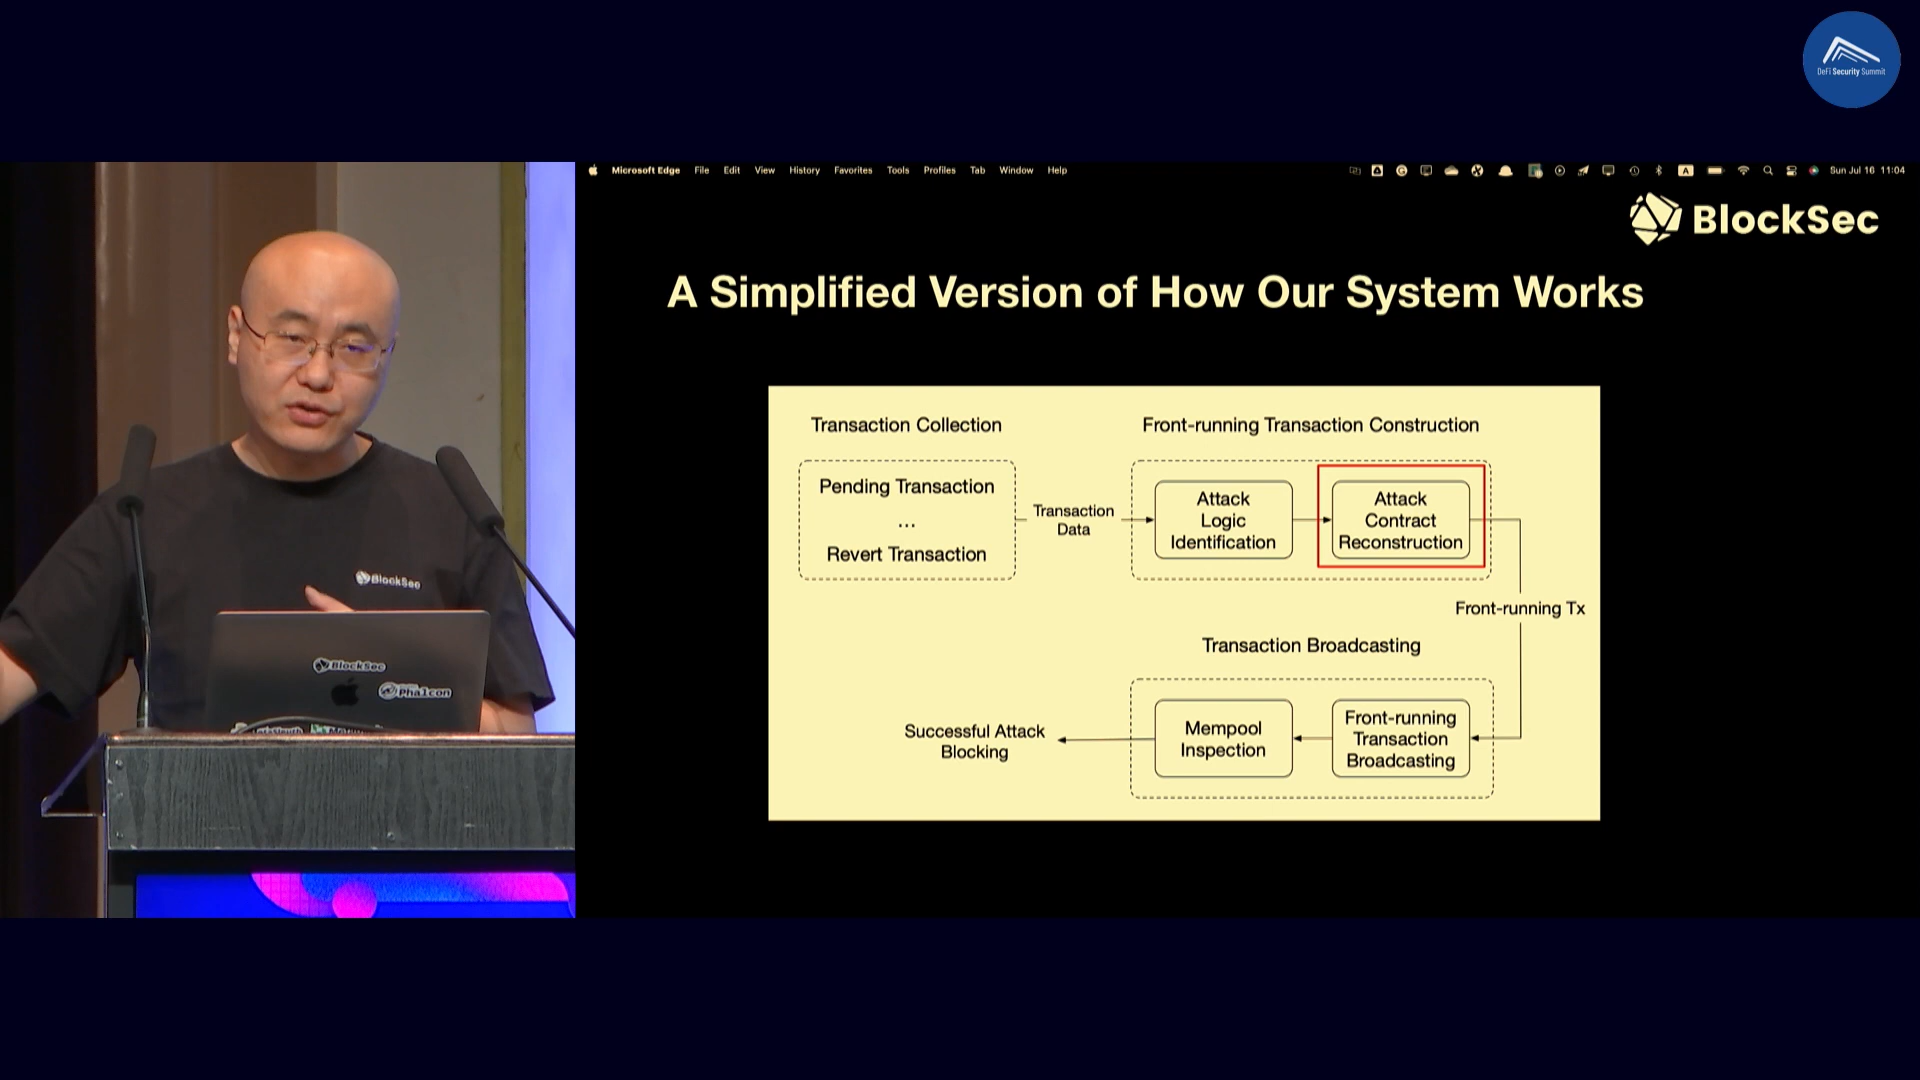 DeFi Security Summit
Microsoft Edge File Edit View History Favorites Tools Profiles Tab Window Help
A
Sun Jul 16 11:04
BlockSec
A Simplified Version of How Our System Works
Transaction Collection
Pending Transaction
...
Revert Transaction
Transaction
Data
Front-running Transaction Construction
Attack
Logic
Identification
Attack
Contract
Reconstruction
Front-running Tx
Transaction Broadcasting
Front-running
Transaction
Broadcasting
Mempool
Inspection
Successful Attack
Blocking
BlockSec
BlockSec
Phalcon